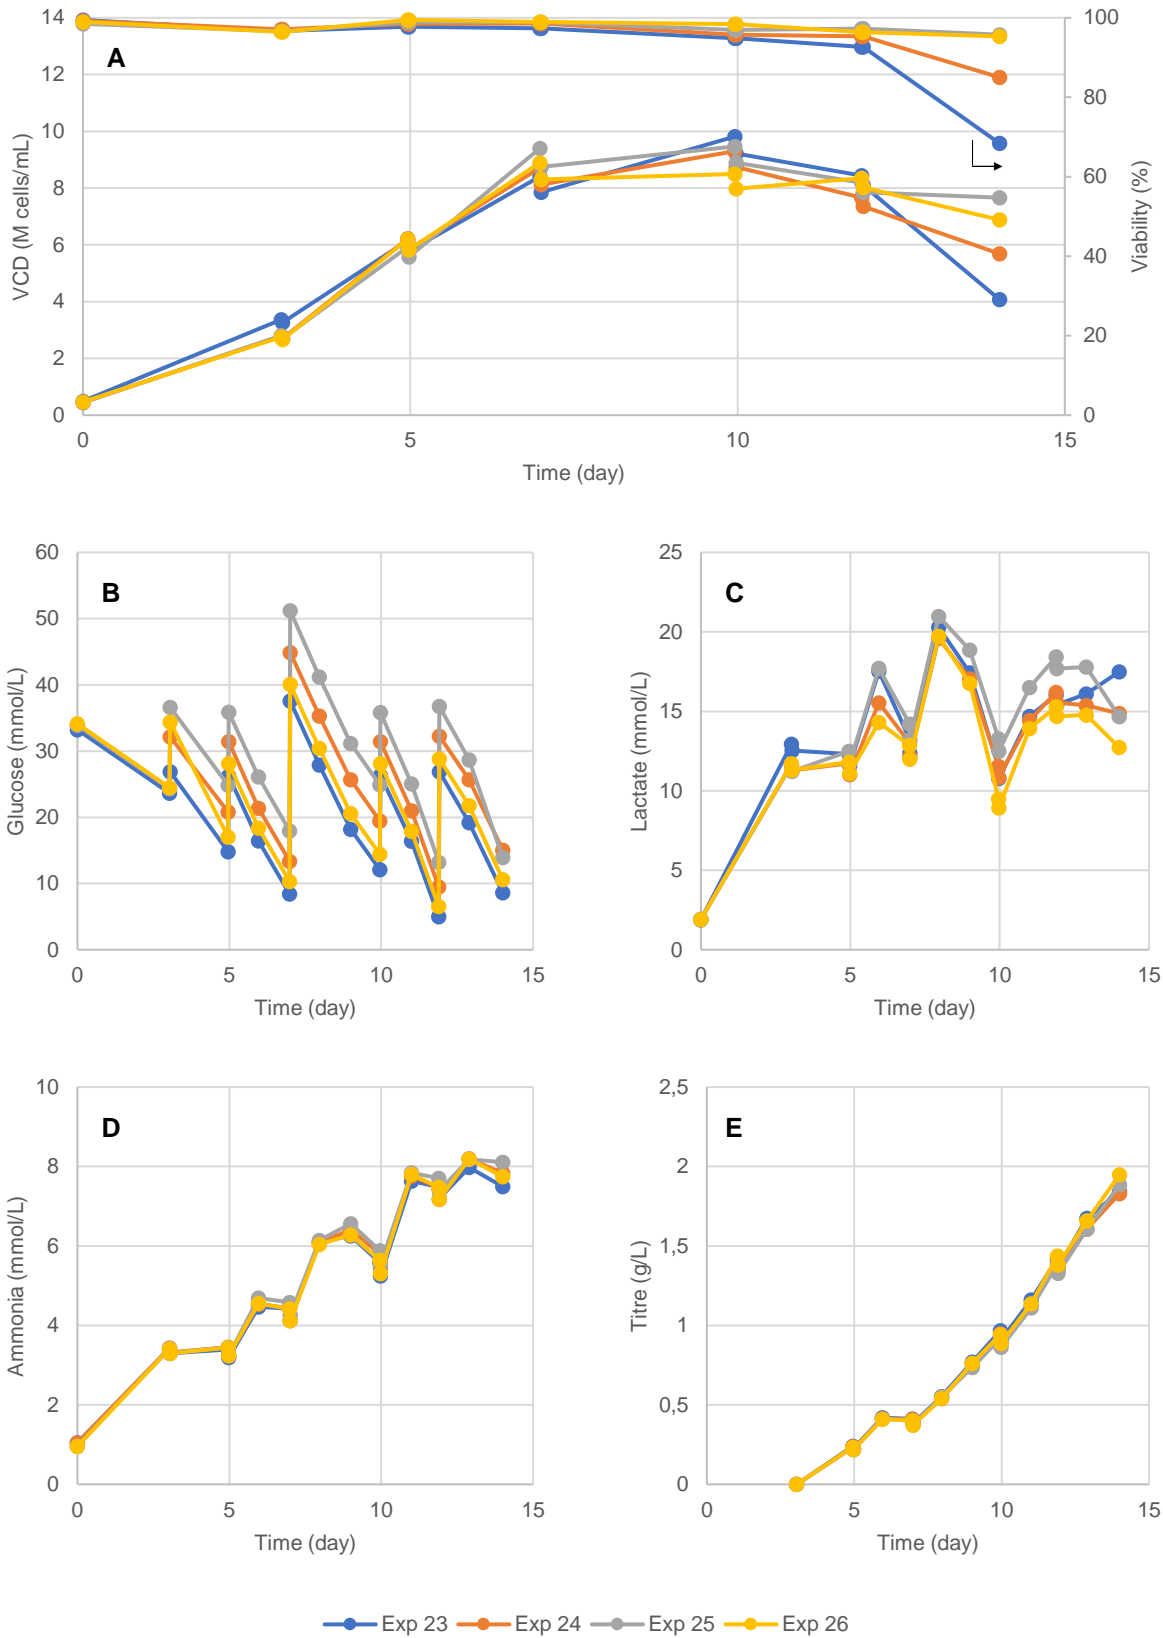 A
VCD (M cells/mL)
14
12
10
8
6
4
2
0
100
80
60
40
20
0
Viability (%)
0 5 10 15
Time (day)
B
Glucose (mmol/L)
60
50
40
30
20
10
0
0 5 10 15
Time (day)
C
Lactate (mmol/L)
25
20
15
10
5
0
0 5 10 15
Time (day)
D
Ammonia (mmol/L)
10
8
6
4
2
0
0 5 10 15
Time (day)
E
Titre (g/L)
2,5
2
1,5
1
0,5
0
0 5 10 15
Time (day)
Exp 23 Exp 24 Exp 25 Exp 26